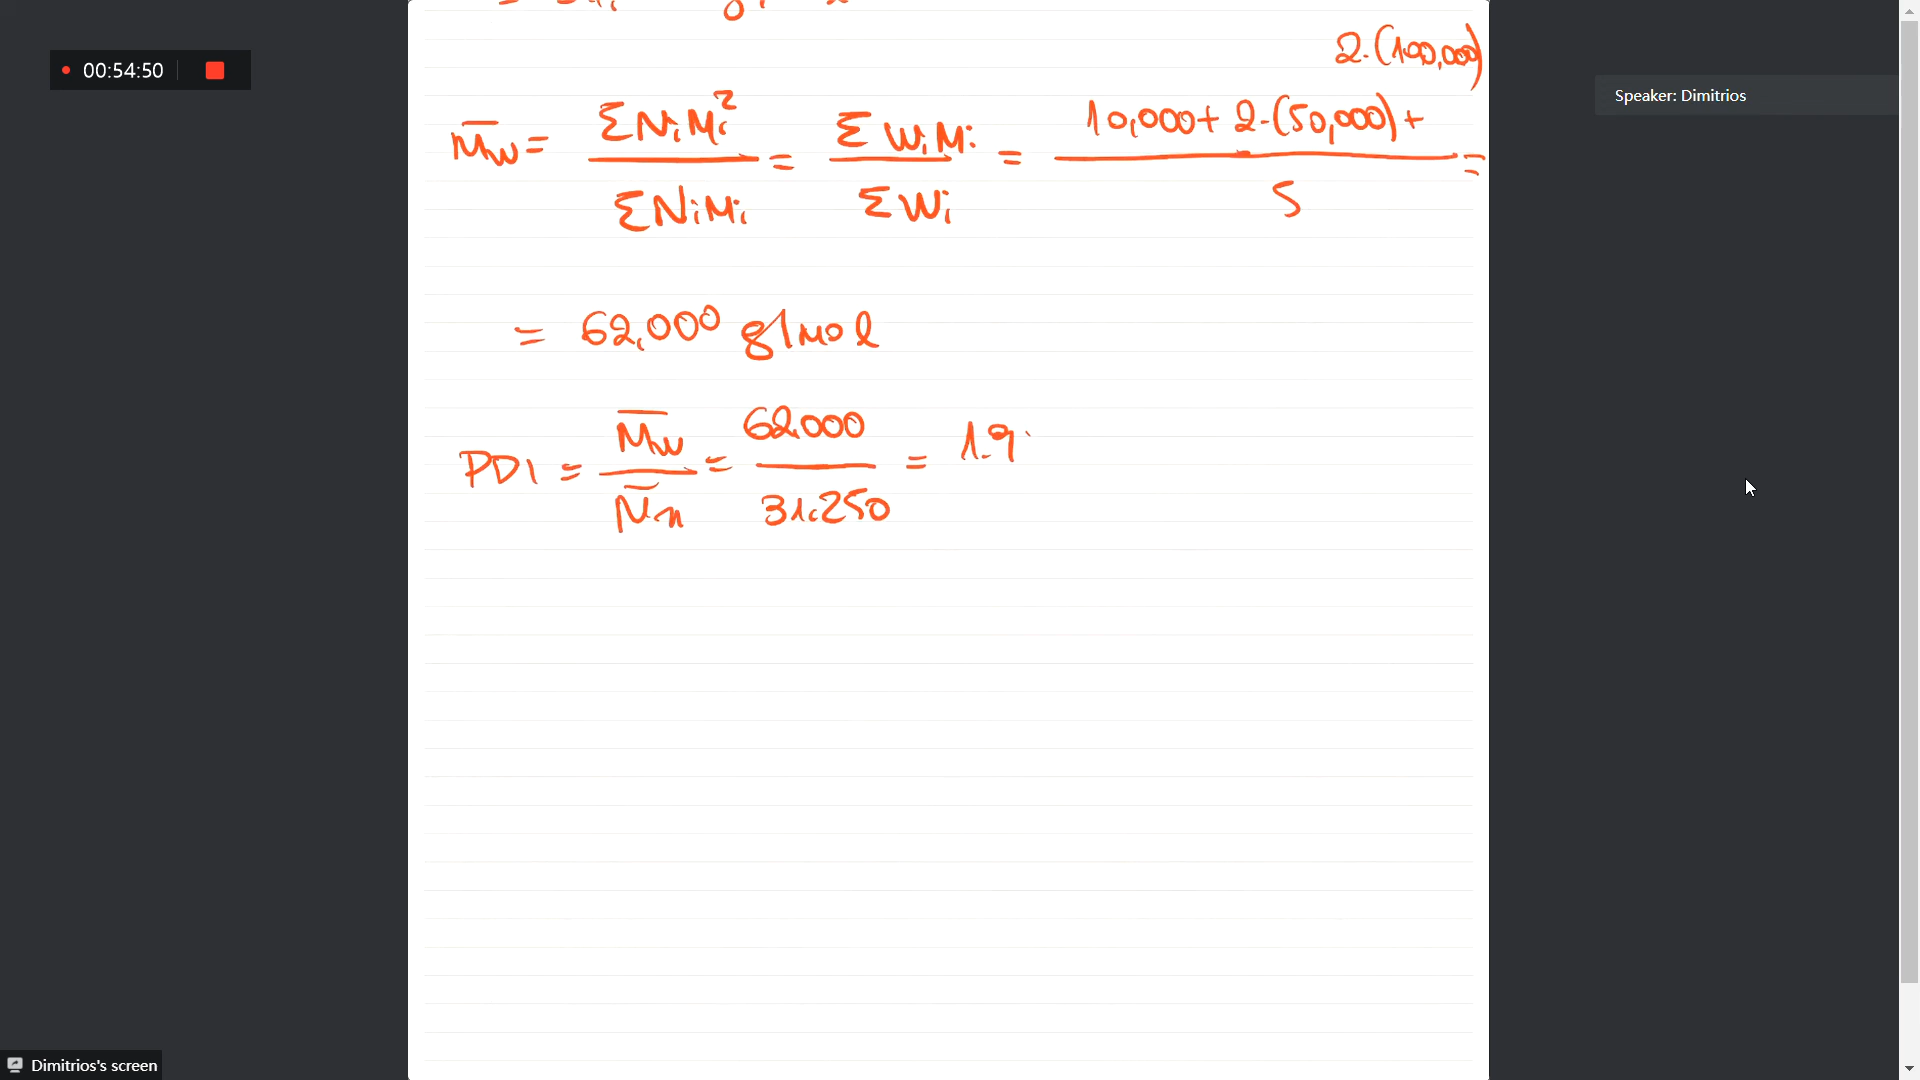 00:54:50
Speaker: Dimitrios
2·(100,000)
M̅w = ΣNiMi² / ΣNiMi = ΣWiMi / ΣWi = 10,000 + 2·(50,000) + / 5 =
= 62,000 g/mol
PDI = M̅w / M̅n = 62.000 / 31.250 = 1.9
Dimitrios's screen